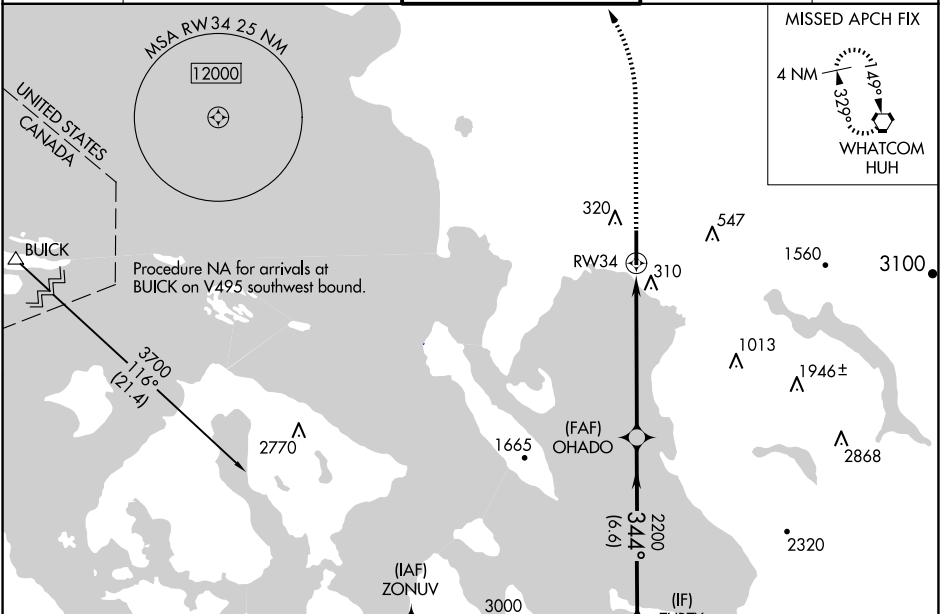 MISSED APCH FIX
MSA RW34 25 NM
12000
4 NM
149°
329°
WHATCOM
HUH
UNITED STATES
CANADA
320
547
BUICK
RW34
310
1560
3100
Procedure NA for arrivals at
BUICK on V495 southwest bound.
3700
116°
(21.4)
1013
1946±
2770
1665
(FAF)
OHADO
2868
2200
344°
(6.6)
2320
(IAF)
ZONUV
3000
(IF)